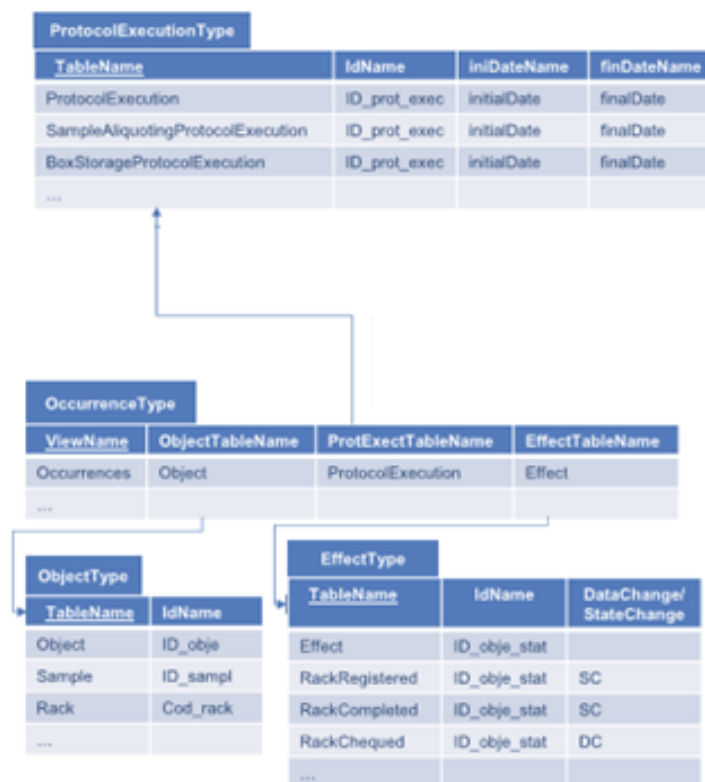 ProtocolExecutionType
TableName IdName iniDateName finDateName
ProtocolExecution ID_prot_exec initialDate finalDate
SampleAliquotingProtocolExecution ID_prot_exec initialDate finalDate
BoxStorageProtocolExecution ID_prot_exec initialDate finalDate
...
OccurrenceType
ViewName ObjectTableName ProtExectTableName EffectTableName
Occurrences Object ProtocolExecution Effect
...
ObjectType
TableName IdName
Object ID_obje
Sample ID_sampl
Rack Cod_rack
...
EffectType
TableName IdName DataChange/
StateChange
Effect ID_obje_stat
RackRegistered ID_obje_stat SC
RackCompleted ID_obje_stat SC
RackChequed ID_obje_stat DC
...